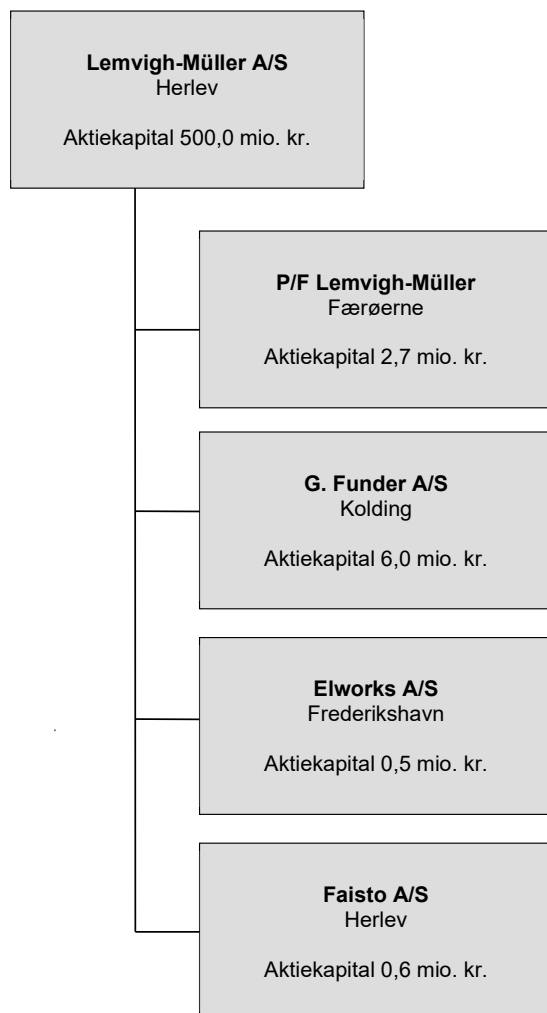 Lemvigh-Müller A/S
Herlev
Aktiekapital 500,0 mio. kr.
P/F Lemvigh-Müller
Færøerne
Aktiekapital 2,7 mio. kr.
G. Funder A/S
Kolding
Aktiekapital 6,0 mio. kr.
Elworks A/S
Frederikshavn
Aktiekapital 0,5 mio. kr.
Faisto A/S
Herlev
Aktiekapital 0,6 mio. kr.